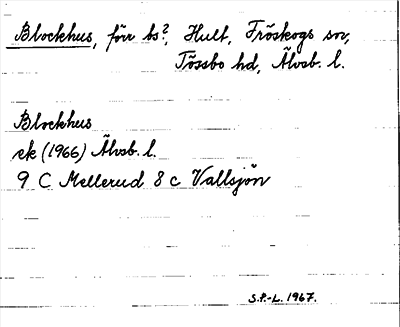 Blockhus, förr bs?, Hult, Fröskogs sn,
Tössbo hd, Älvsb. l.
Blockhus
ek (1966) Älvsb. l.
9 C Mellerud 8 c Vallsjön
S.P.-L. 1967.